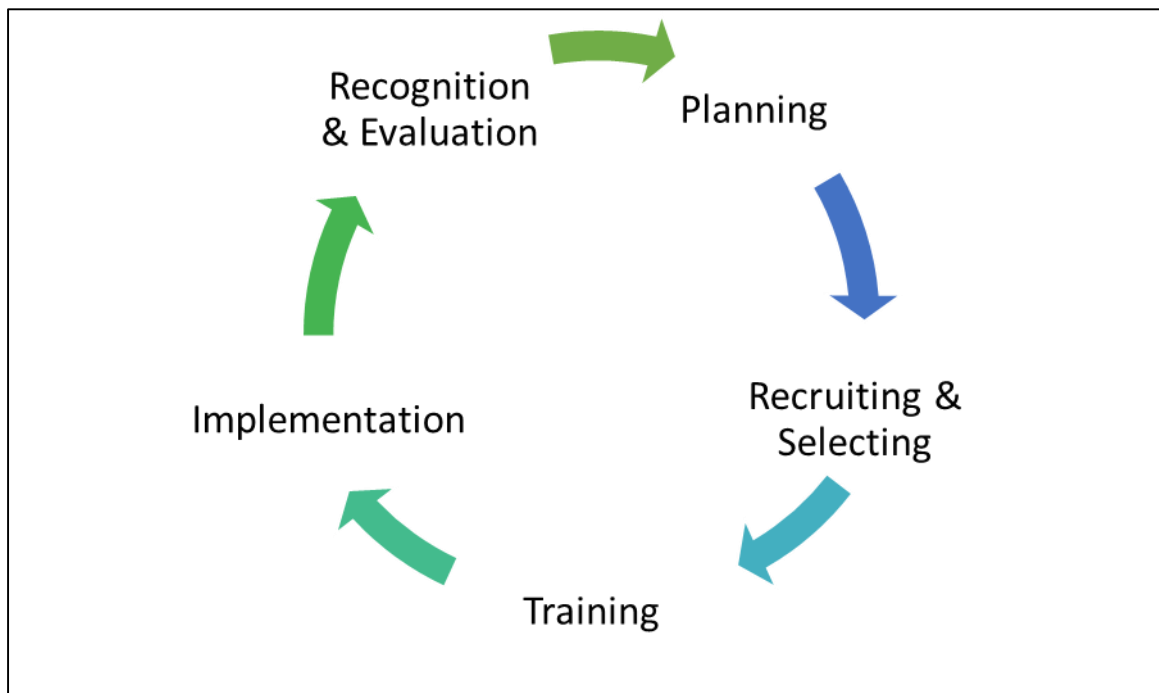 Recognition
& Evaluation
Planning
Recruiting &
Selecting
Implementation
Training